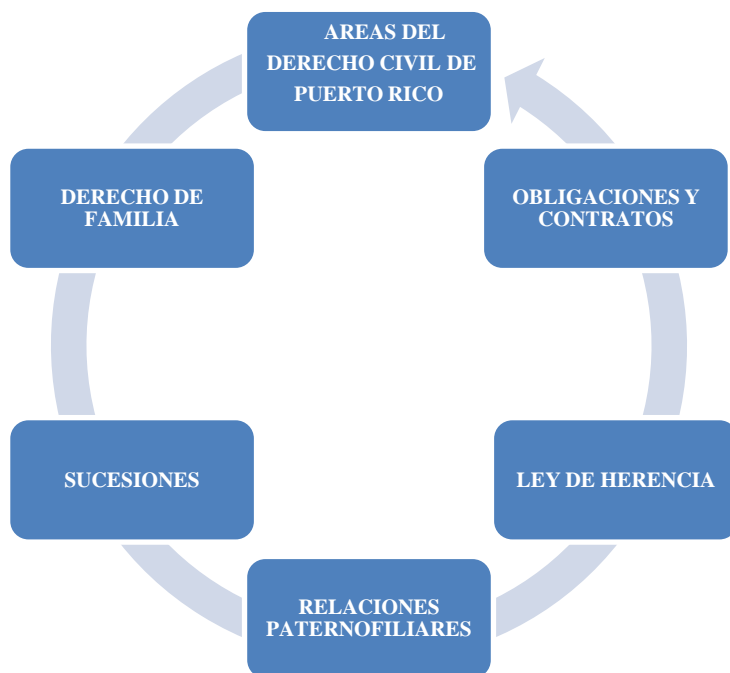 AREAS DEL
DERECHO CIVIL DE
PUERTO RICO
DERECHO DE
FAMILIA
OBLIGACIONES Y
CONTRATOS
SUCESIONES
LEY DE HERENCIA
RELACIONES
PATERNOFILIARES